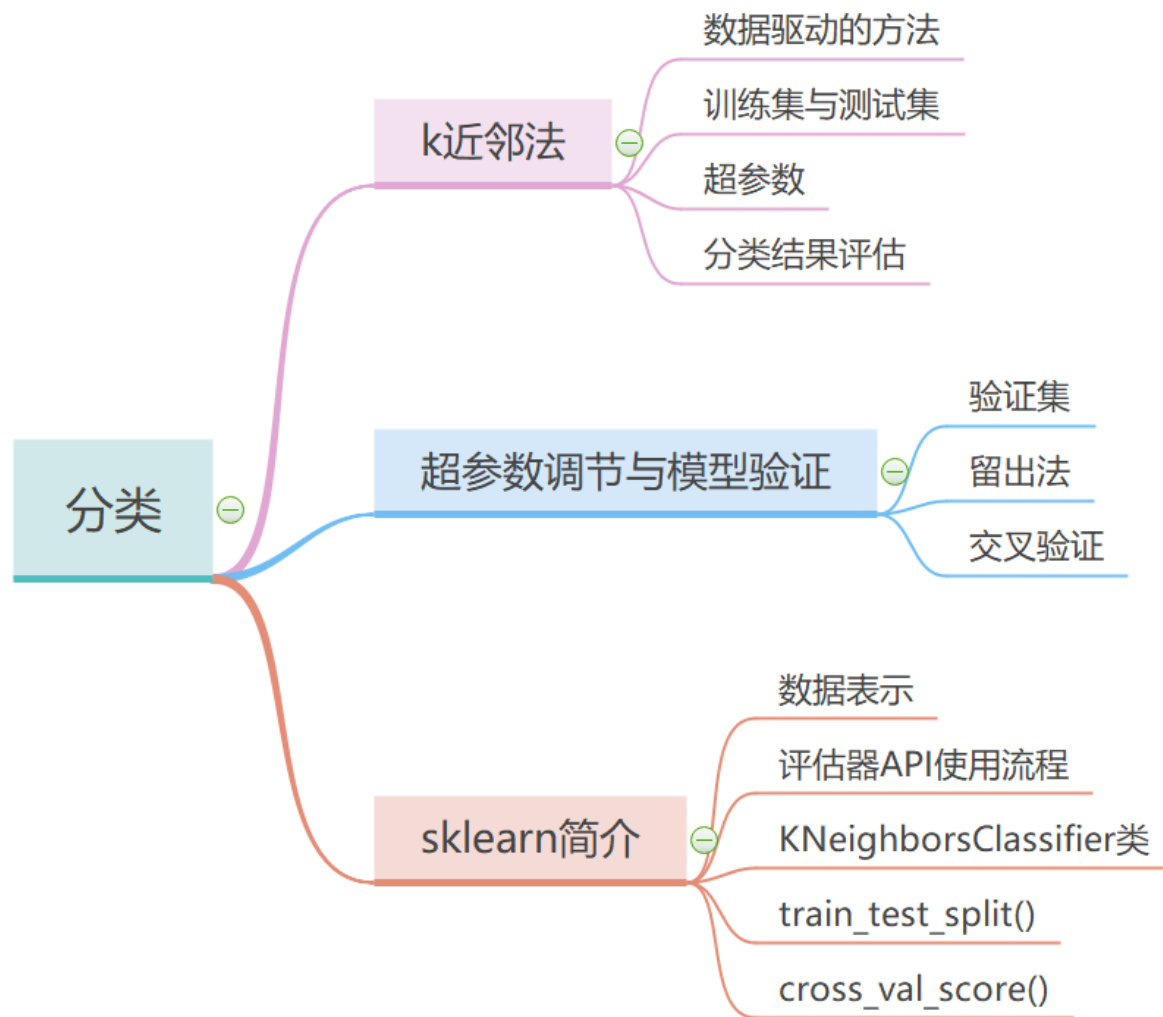 分类
k近邻法
数据驱动的方法
训练集与测试集
超参数
分类结果评估
超参数调节与模型验证
验证集
留出法
交叉验证
sklearn简介
数据表示
评估器API使用流程
KNeighborsClassifier类
train_test_split()
cross_val_score()